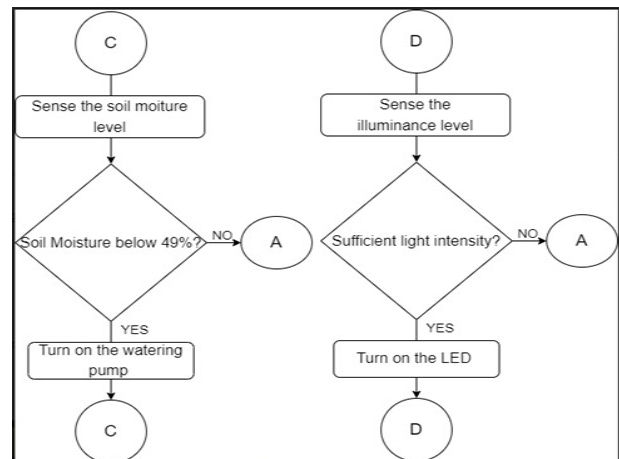 C
Sense the soil moiture
level
Soil Moisture below 49%?
NO
A
YES
Turn on the watering
pump
C
D
Sense the
illuminance level
Sufficient light intensity?
NO
A
YES
Turn on the LED
D